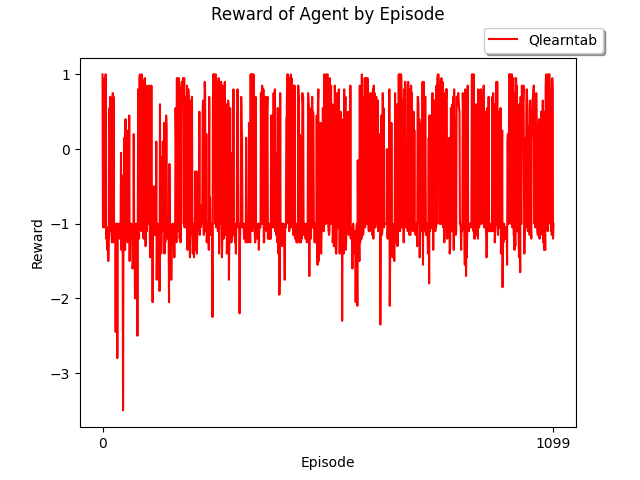 Reward of Agent by Episode
Qlearntab
1
0
−1
−2
−3
Reward
0
1099
Episode